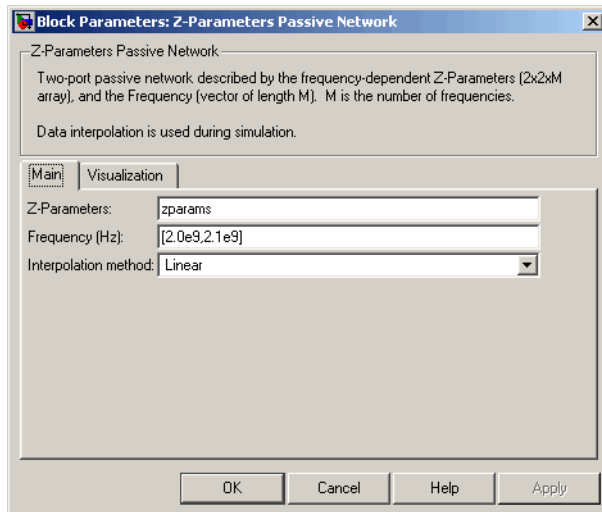 Block Parameters: Z-Parameters Passive Network
Z-Parameters Passive Network
Two-port passive network described by the frequency-dependent Z-Parameters (2x2xM
array), and the Frequency (vector of length M). M is the number of frequencies.
Data interpolation is used during simulation.
Main Visualization
Z-Parameters: zparams
Frequency (Hz): [2.0e9,2.1e9]
Interpolation method: Linear
OK Cancel Help Apply